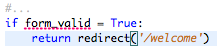 #...
if form_valid = True:
    return redirect('/welcome')